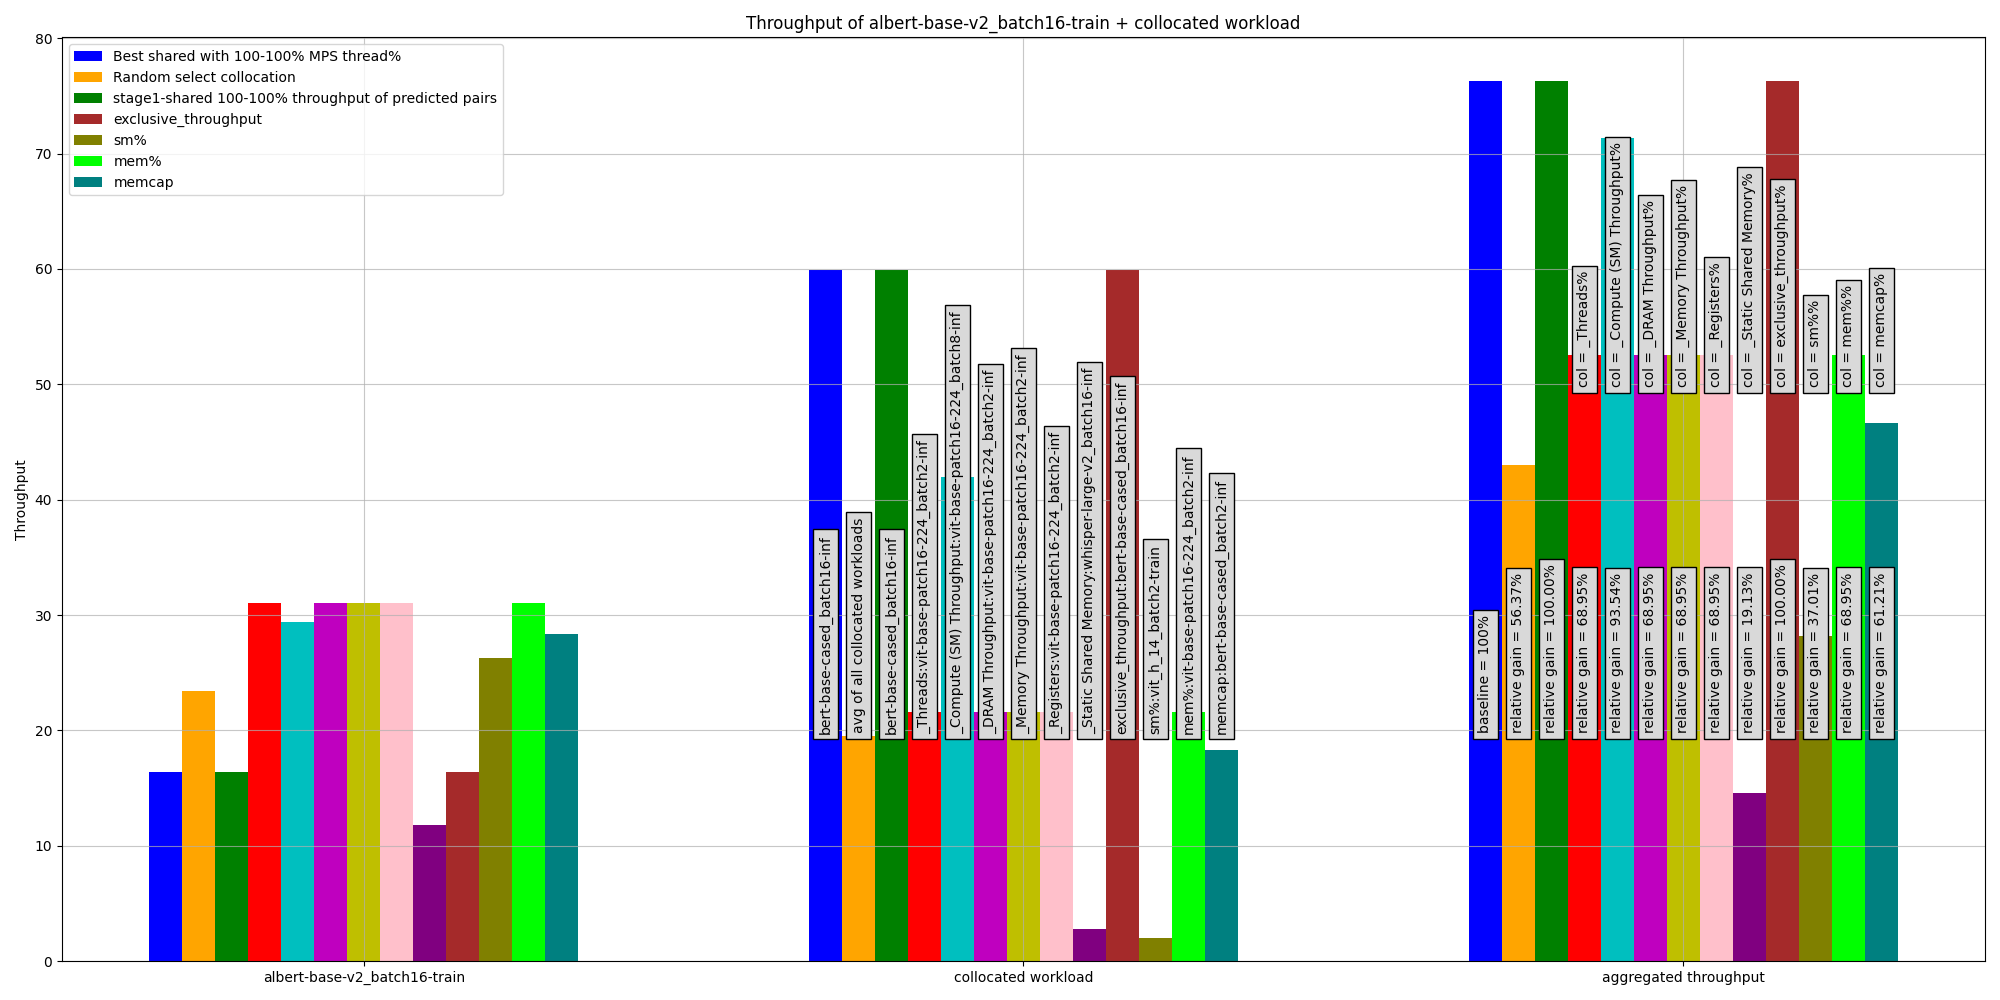 Throughput of albert-base-v2_batch16-train + collocated workload
Best shared with 100-100% MPS thread%
Random select collocation
stage1-shared 100-100% throughput of predicted pairs
exclusive_throughput
sm%
mem%
memcap
Throughput
80
70
60
50
40
30
20
10
0
bert-base-cased_batch16-inf
avg of all collocated workloads
bert-base-cased_batch16-inf
_Threads:vit-base-patch16-224_batch2-inf
_Compute (SM) Throughput:vit-base-patch16-224_batch8-inf
_DRAM Throughput:vit-base-patch16-224_batch2-inf
_Memory Throughput:vit-base-patch16-224_batch2-inf
_Registers:vit-base-patch16-224_batch2-inf
_Static Shared Memory:whisper-large-v2_batch16-inf
exclusive_throughput:bert-base-cased_batch16-inf
sm%:vit_h_14_batch2-train
mem%:vit-base-patch16-224_batch2-inf
memcap:bert-base-cased_batch2-inf
col = _Threads%
col = _Compute (SM) Throughput%
col = _DRAM Throughput%
col = _Memory Throughput%
col = _Registers%
col = _Static Shared Memory%
col = exclusive_throughput%
col = sm%%
col = mem%%
col = memcap%
baseline = 100%
relative gain = 56.37%
relative gain = 100.00%
relative gain = 68.95%
relative gain = 93.54%
relative gain = 68.95%
relative gain = 68.95%
relative gain = 68.95%
relative gain = 19.13%
relative gain = 100.00%
relative gain = 37.01%
relative gain = 68.95%
relative gain = 61.21%
albert-base-v2_batch16-train
collocated workload
aggregated throughput